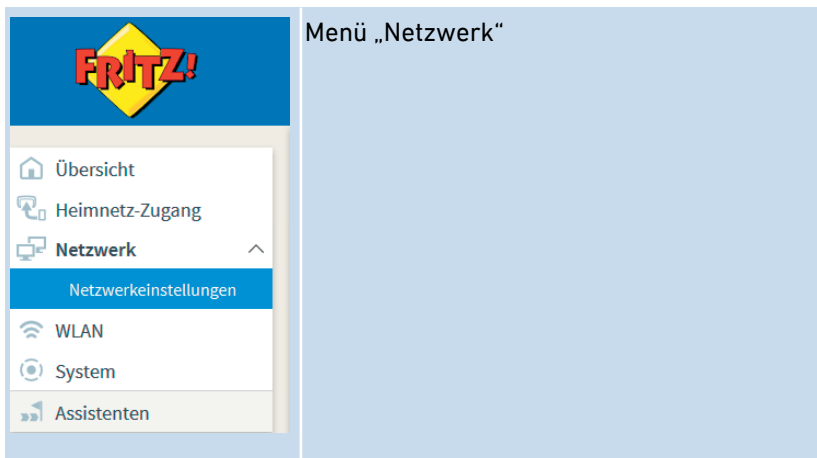 FRITZ!
Menü „Netzwerk“
Übersicht
Heimnetz-Zugang
Netzwerk
Netzwerkeinstellungen
WLAN
System
Assistenten